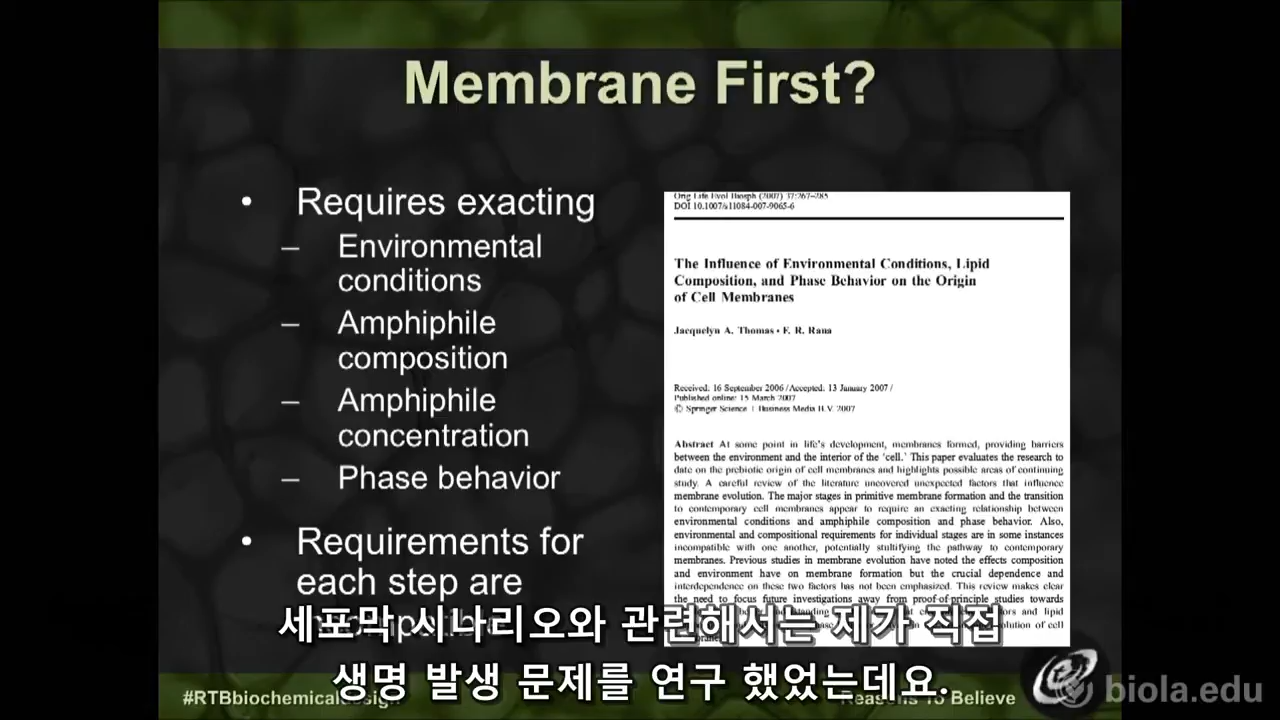 Membrane First?
• Requires exacting
– Environmental
conditions
– Amphiphile
composition
– Amphiphile
concentration
– Phase behavior
• Requirements for
each step are
Orig Life Evol Biosph (2007) 37:267–285
DOI 10.1007/s11084-007-9065-6
The Influence of Environmental Conditions, Lipid
Composition, and Phase Behavior on the Origin
of Cell Membranes
Jacquelyn A. Thomas • F. R. Rana
Received: 16 September 2006 / Accepted: 13 January 2007 /
Published online: 15 March 2007
© Springer Science + Business Media B.V. 2007
Abstract At some point in life's development, membranes formed, providing barriers
between the environment and the interior of the 'cell.' This paper evaluates the research to
date on the prebiotic origin of cell membranes and highlights possible areas of continuing
study. A careful review of the literature uncovered unexpected factors that influence
membrane evolution. The major stages in primitive membrane formation and the transition
to contemporary cell membranes appear to require an exacting relationship between
environmental conditions and amphiphile composition and phase behavior. Also,
environmental and compositional requirements for individual stages are in some instances
incompatible with one another, potentially stultifying the pathway to contemporary
membranes. Previous studies in membrane evolution have noted the effects composition
and environment have on membrane formation but the crucial dependence and
interdependence on these two factors has not been emphasized. This review makes clear
the need to focus future investigations away from proof-of-principle studies towards
and lipid
of cell
세포막 시나리오와 관련해서는 제가 직접
생명 발생 문제를 연구 했었는데요.
#RTBbiochemicaldesign
Reasons To Believe
biola.edu